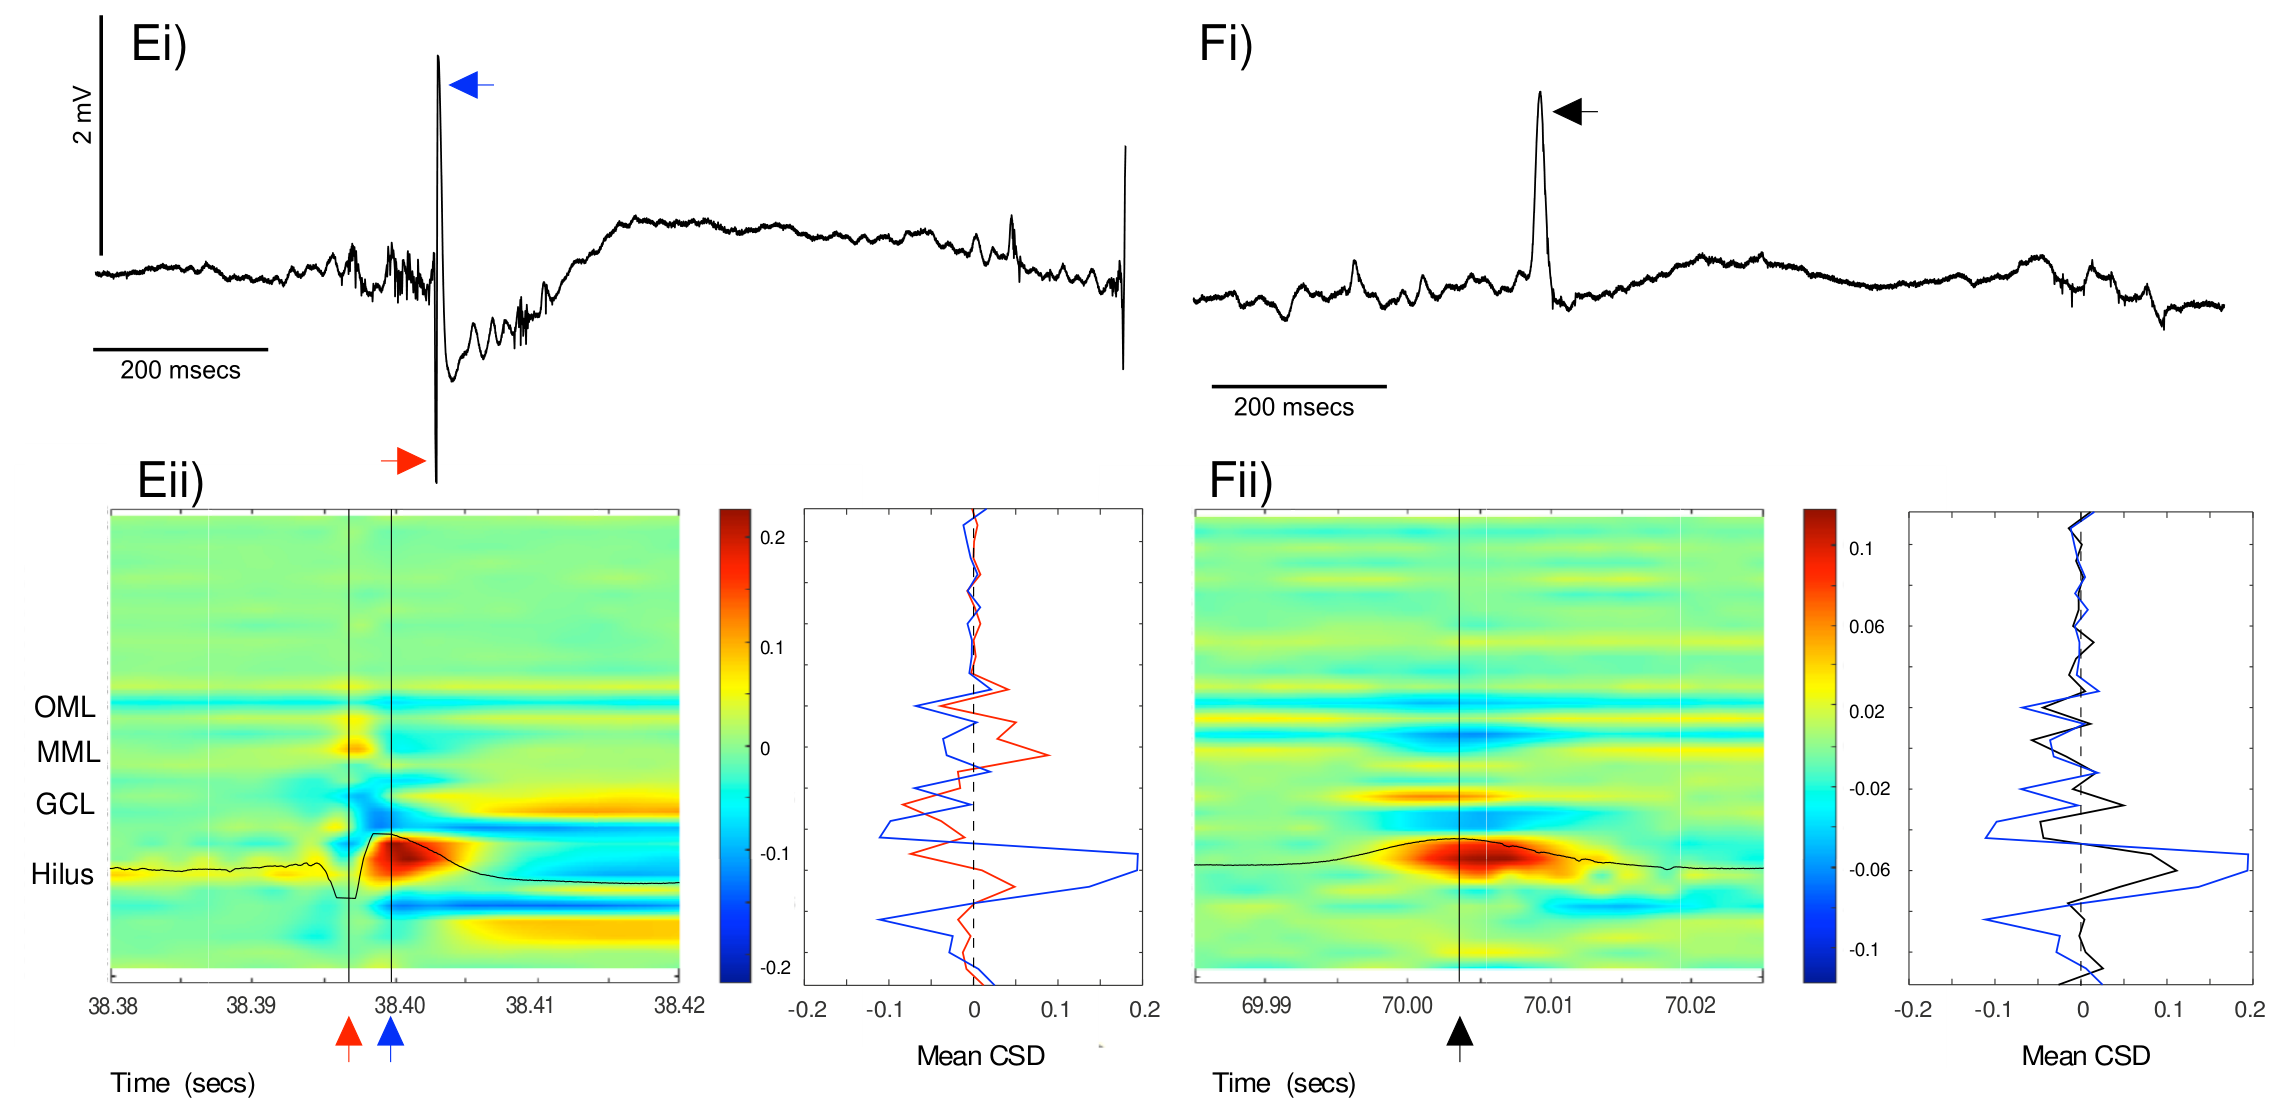 Ei)
Fi)
2 mV
200 msecs
200 msecs
Eii)
Fii)
OML
MML
GCL
Hilus
0.2
0.1
0
-0.1
-0.2
38.38 38.39 38.40 38.41 38.42
-0.2 -0.1 0 0.1 0.2
Mean CSD
Time (secs)
0.1
0.06
0.02
-0.02
-0.06
-0.1
69.99 70.00 70.01 70.02
-0.2 -0.1 0 0.1 0.2
Mean CSD
Time (secs)